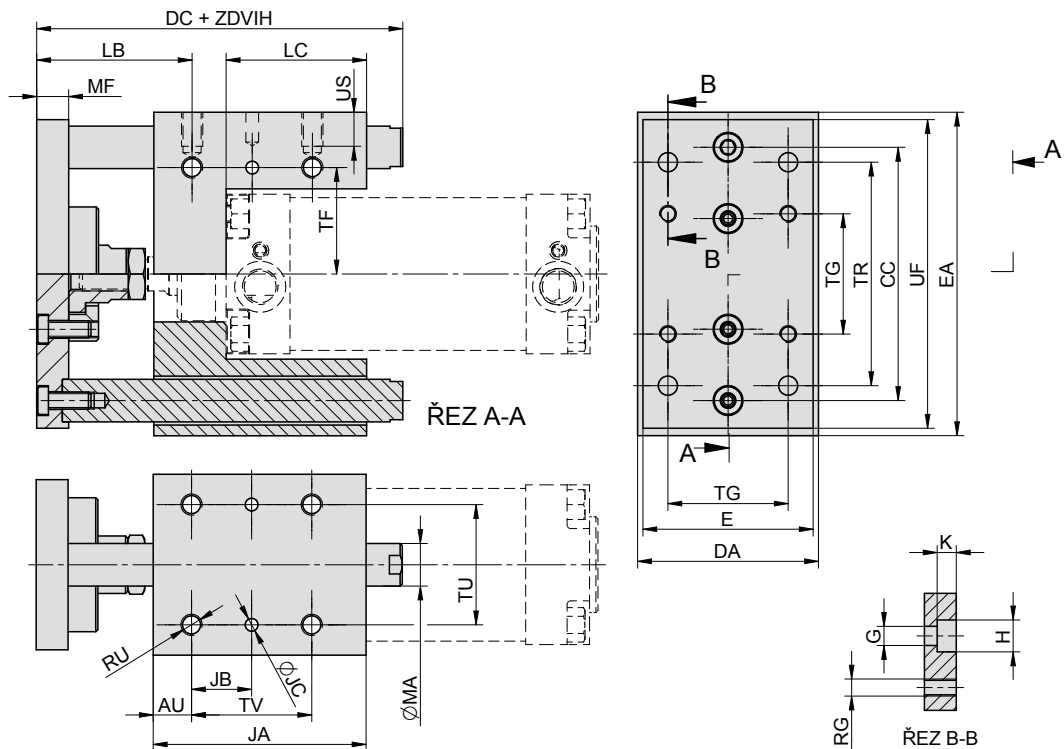 DC + ZDVIH
LB
LC
MF
US
TF
ŘEZ A-A
B
B
A
A
TG
TR
CC
UF
EA
TG
E
DA
RU
JB
ϕJC
AU
TV
JA
ØMA
TU
K
G
H
RG
ŘEZ B-B